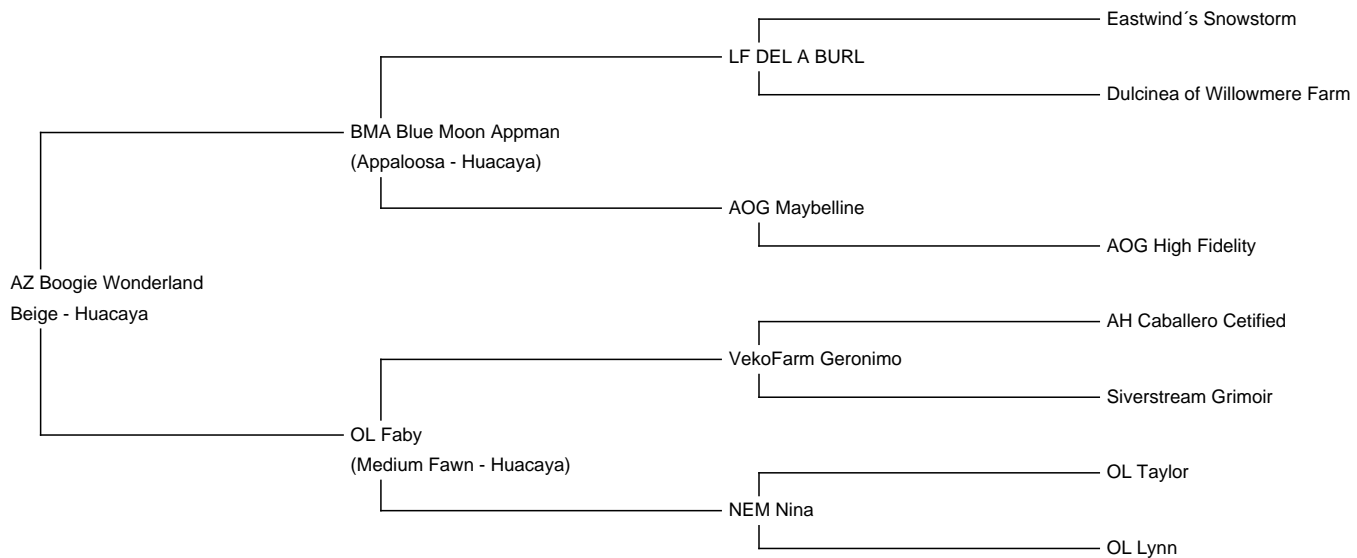 Eastwind´s Snowstorm
LF DEL A BURL
Dulcinea of Willowmere Farm
BMA Blue Moon Appman
(Appaloosa - Huacaya)
AOG Maybelline
AOG High Fidelity
AZ Boogie Wonderland
Beige - Huacaya
AH Caballero Cetified
VekoFarm Geronimo
Siverstream Grimoir
OL Faby
(Medium Fawn - Huacaya)
OL Taylor
NEM Nina
OL Lynn